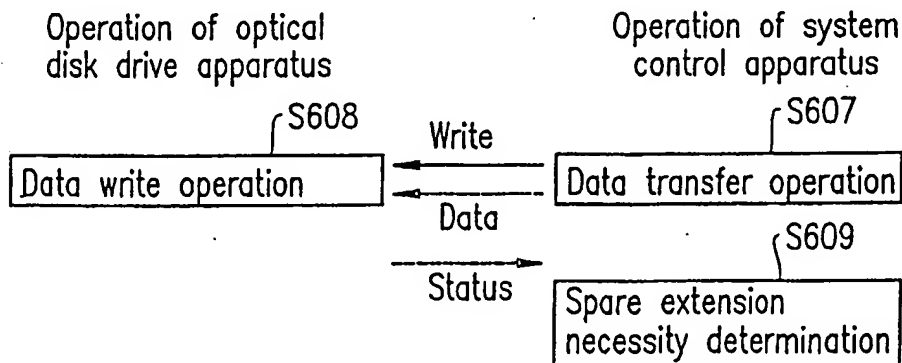 Operation of optical
disk drive apparatus
Operation of system
control apparatus
S608
S607
Write
Data write operation
Data transfer operation
Data
S609
Status
Spare extension
necessity determination